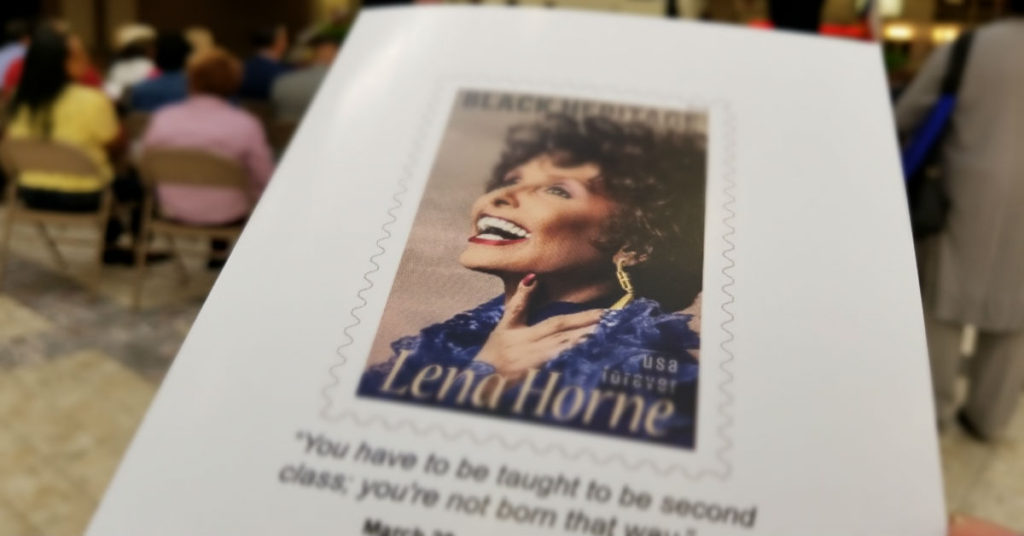 BLACK HERITAGE
usa
forever
Lena Horne
"You have to be taught to be second
class; you're not born that way."
March